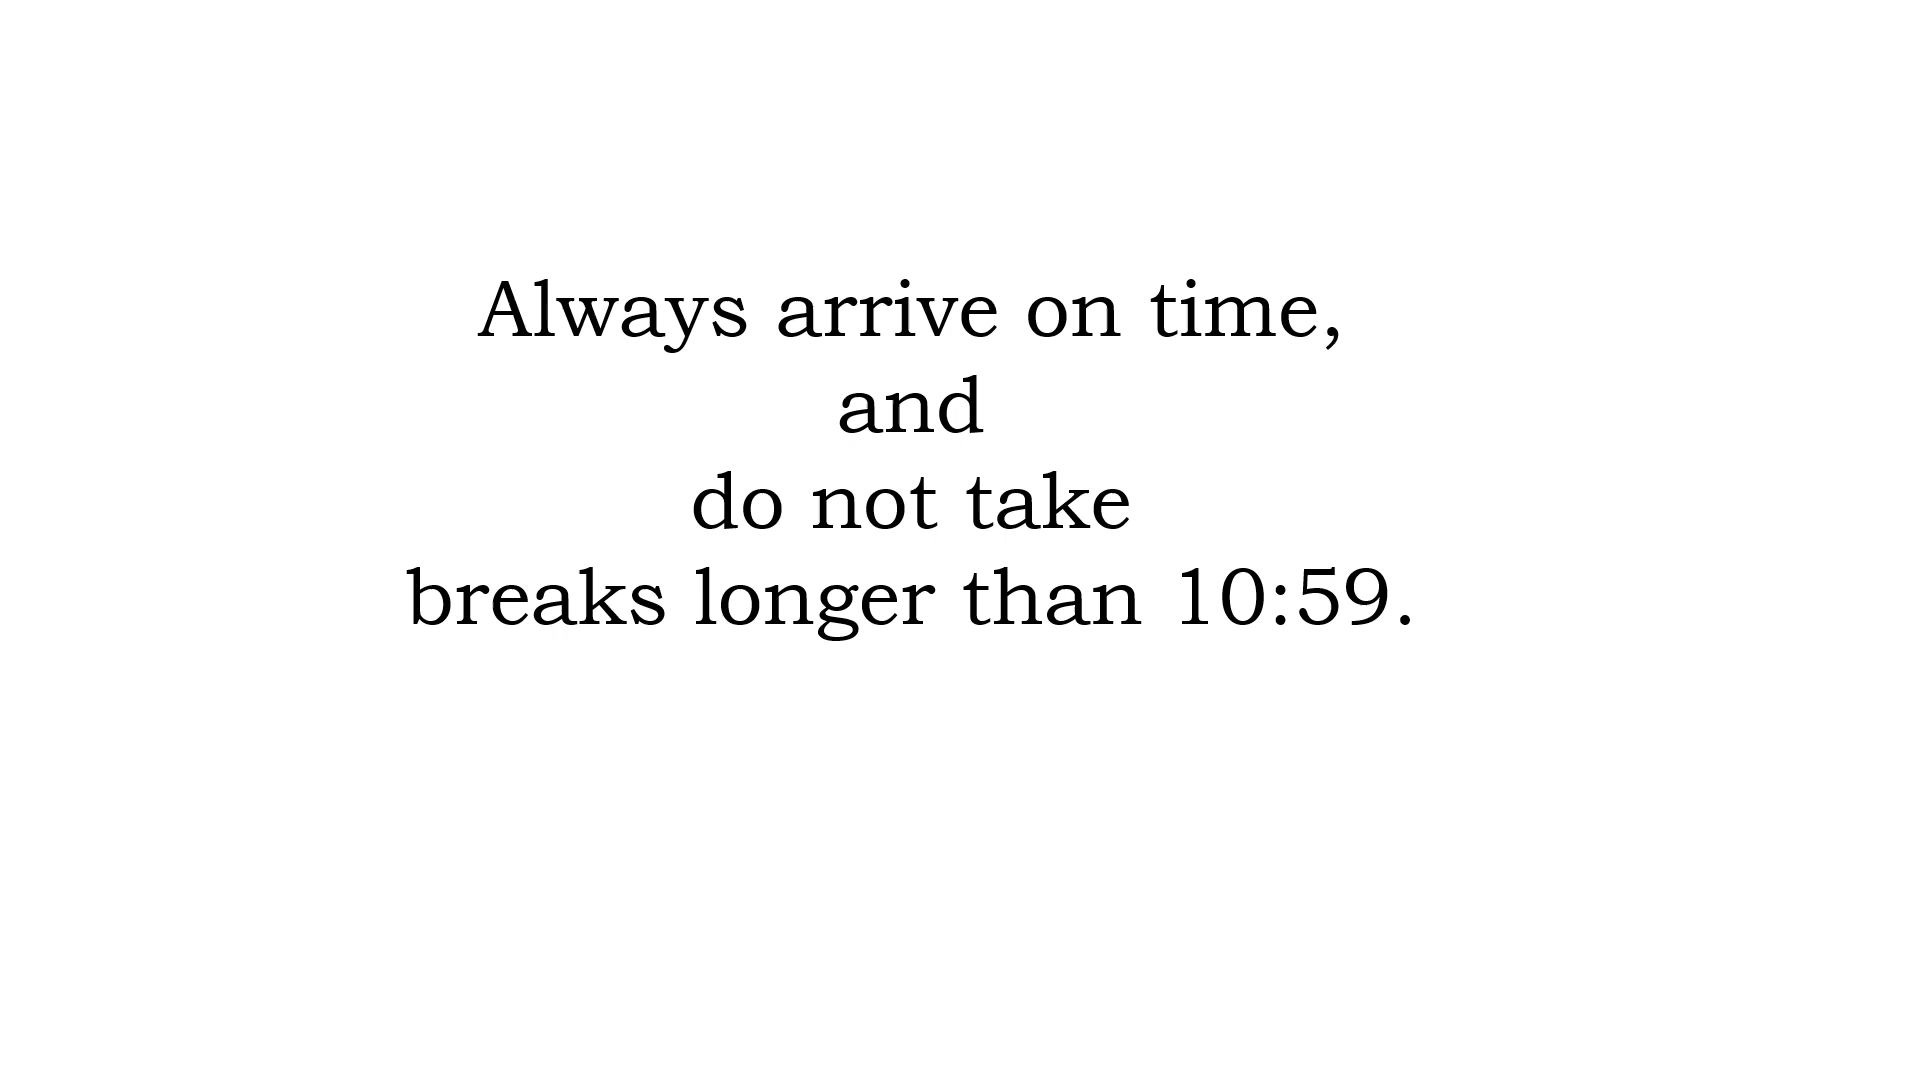 Always arrive on time,
and
do not take
breaks longer than 10:59.